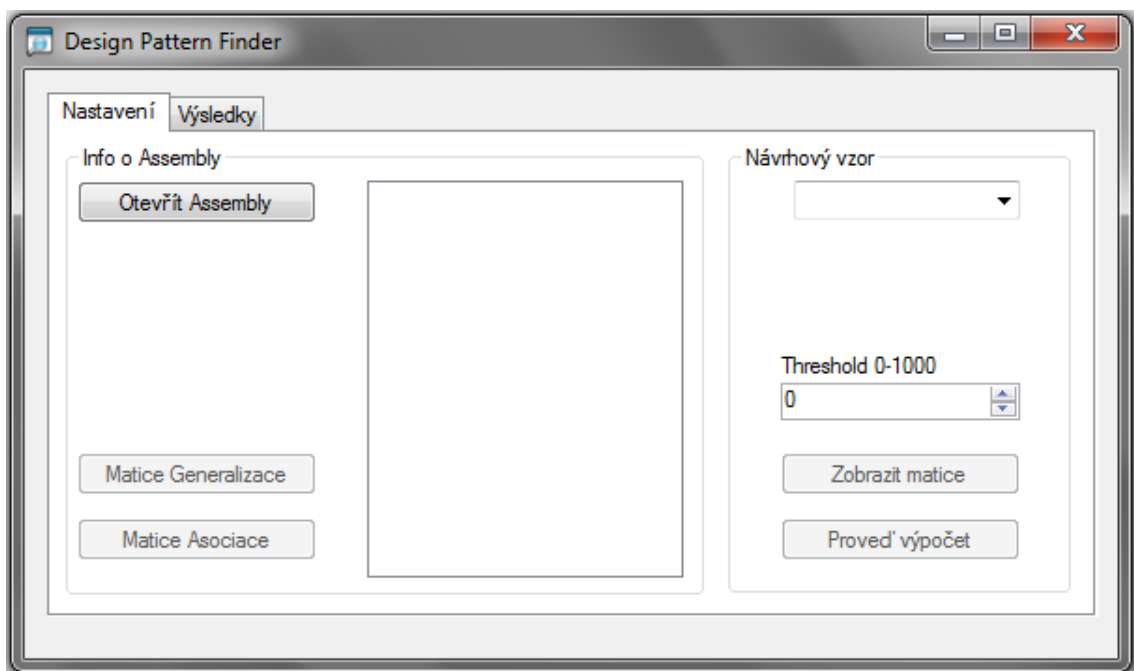 Design Pattern Finder
Nastavení
Výsledky
Info o Assembly
Otevřít Assembly
Matice Generalizace
Matice Asociace
Návrhový vzor
Threshold 0-1000
0
Zobrazit matice
Proveď výpočet